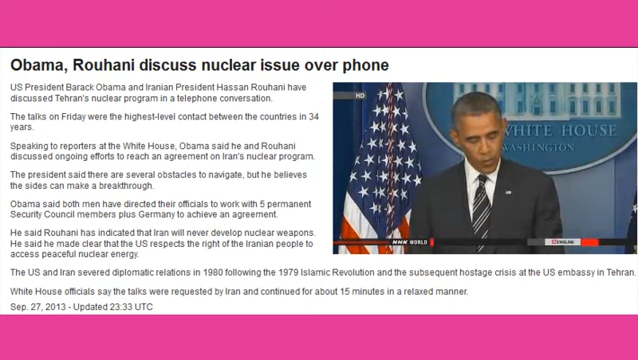 Obama, Rouhani discuss nuclear issue over phone
US President Barack Obama and Iranian President Hassan Rouhani have
discussed Tehran's nuclear program in a telephone conversation.
The talks on Friday were the highest-level contact between the countries in 34
years.
Speaking to reporters at the White House, Obama said he and Rouhani
discussed ongoing efforts to reach an agreement on Iran's nuclear program.
The president said there are several obstacles to navigate, but he believes
the sides can make a breakthrough.
Obama said both men have directed their officials to work with 5 permanent
Security Council members plus Germany to achieve an agreement.
He said Rouhani has indicated that Iran will never develop nuclear weapons.
He said he made clear that the US respects the right of the Iranian people to
access peaceful nuclear energy.
The US and Iran severed diplomatic relations in 1980 following the 1979 Islamic Revolution and the subsequent hostage crisis at the US embassy in Tehran.
White House officials say the talks were requested by Iran and continued for about 15 minutes in a relaxed manner.
Sep. 27, 2013 - Updated 23:33 UTC
HD
WHITE HOUSE
WASHINGTON
NHK WORLD
ENGLISH